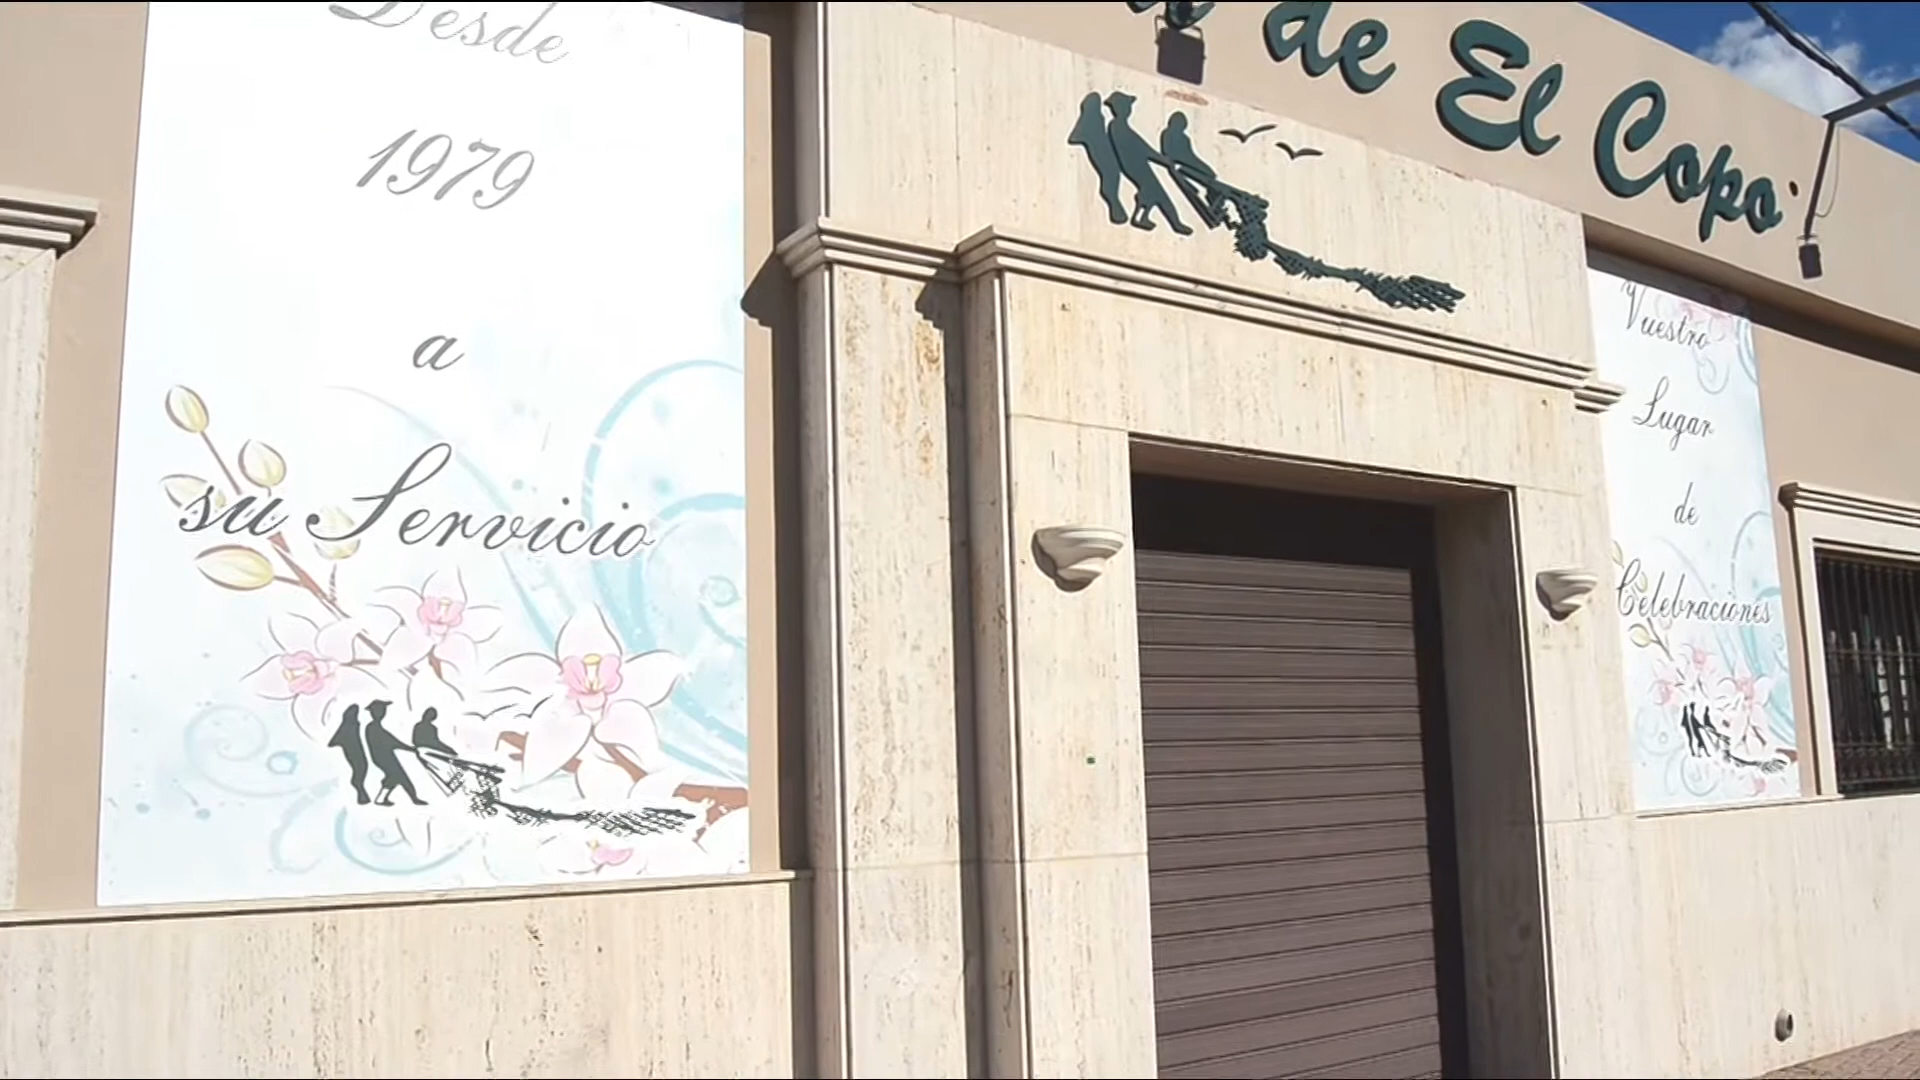 Desde
1979
a
su Servicio
de El Copo
Vuestro
Lugar
de
Celebraciones